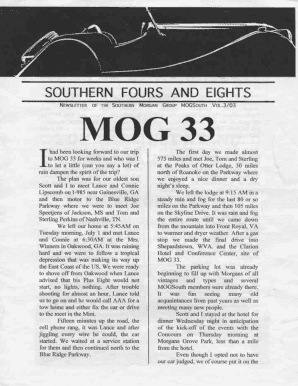 SOUTHERN FOURS AND EIGHTS
NEWSLETTER OF THE SOUTHERN MORGAN GROUP MOGSOUTH VOL.3/03
MOG 33
I had been looking forward to our trip
to MOG 33 for weeks and who was I
to let a little (can you say a lot) of
rain dampen the spirit of the trip?
The plan was for our oldest son
Scott and I to meet Lance and Connie
Lipscomb on I-985 near Gainesville, GA
and then motor to the Blue Ridge
Parkway where we were to meet Joe
Speetjens of Jackson, MS and Tom and
Sterling Perkins of Nashville, TN.
We left our home at 5:45AM on
Tuesday morning, July 1 and met Lance
and Connie at 6:30AM at the Mrs.
Winners in Oakwood, GA. It was raining
hard and we were to follow a tropical
depression that was making its way up
the East Coast of the US. We were ready
to shove off from Oakwood when Lance
advised that his Plus Eight would not
start, no lights, nothing. After trouble
shooting for almost an hour, Lance told
us to go on and he would call AAA for a
tow home and either fix the car or drive
to the meet in the Mini.
Fifteen minutes up the road, the
cell phone rang, it was Lance and after
juggling every wire he could, the car
started. We waited at a service station
for them and then continued north to the
Blue Ridge Parkway.
The first day we made almost
575 miles and met Joe, Tom and Sterling
at the Peaks of Otter Lodge, 30 miles
north of Roanoke on the Parkway where
we enjoyed a nice dinner and a dry
night's sleep.
We left the lodge at 9:15 AM in a
steady rain and fog for the last 86 or so
miles on the Parkway and then 105 miles
on the Skyline Drive. It was rain and fog
the entire route until we came down
from the mountain into Front Royal, VA
to warmer and dryer weather. After a gas
stop we made the final drive into
Shepardstown, WVA. and the Clarion
Hotel and Conference Center, site of
MOG 33.
The parking lot was already
beginning to fill up with Morgans of all
vintages and types and several
MOGSouth members were already there.
It was fun seeing many old
acquaintances from past years as well as
meeting many new people.
Scott and I stayed at the hotel for
dinner Wednesday night in anticipation
of the kick-off of the events with the
Concours on Thursday morning at
Morgans Grove Park, less than a mile
from the hotel.
Even though I opted not to have
our car judged, we of course put it on the